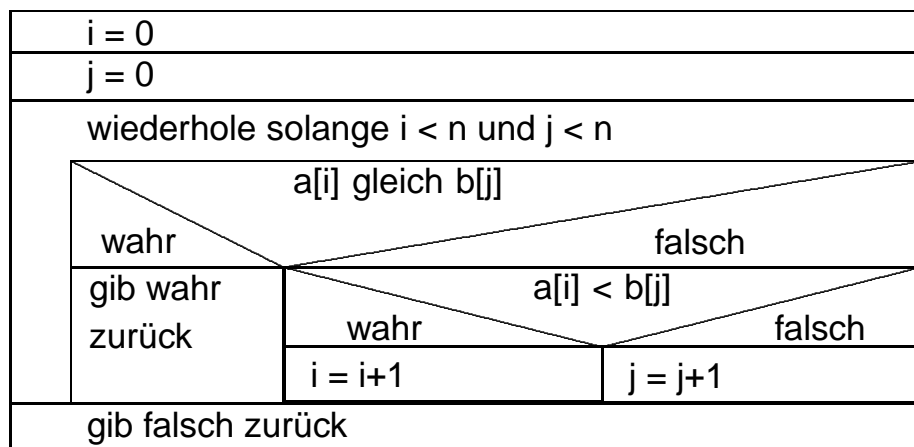 i = 0
j = 0
wiederhole solange i < n und j < n
a[i] gleich b[j]
wahr
falsch
gib wahr
zurück
a[i] < b[j]
wahr
falsch
i = i+1
j = j+1
gib falsch zurück